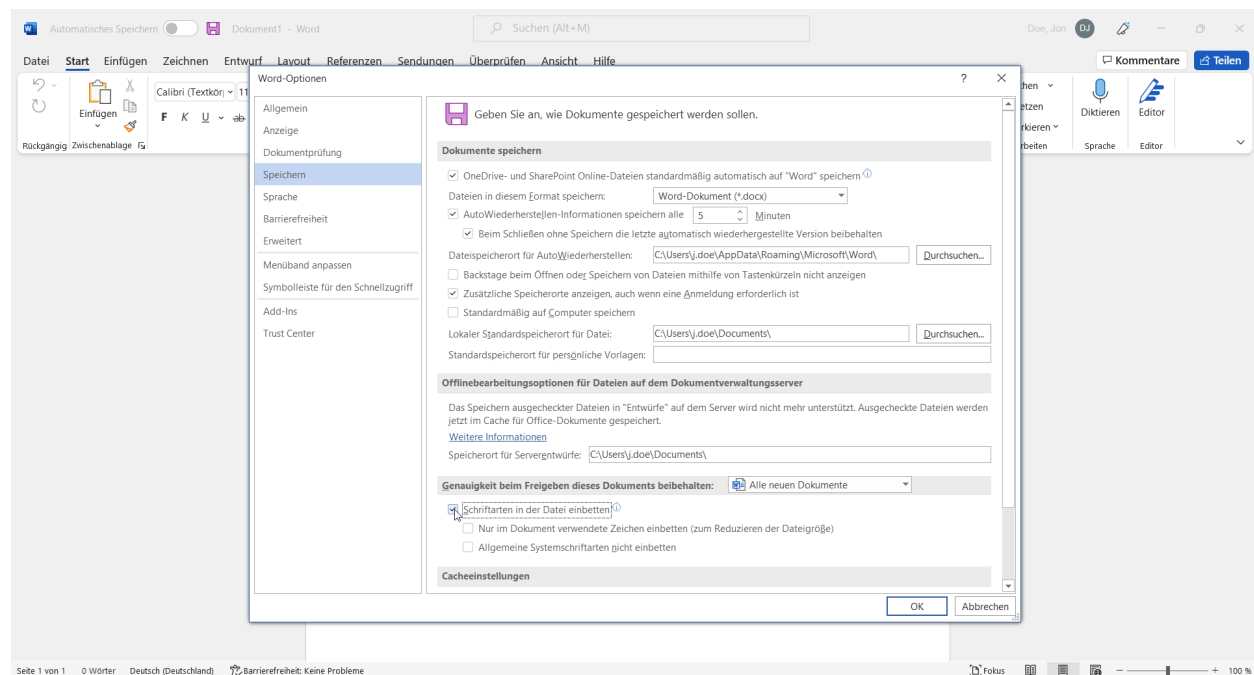 Automatisches Speichern
Dokument1 - Word
Suchen (Alt+M)
Doe, Jon DJ
Datei Start Einfügen Zeichnen Entwurf Layout Referenzen Sendungen Überprüfen Ansicht Hilfe
Kommentare Teilen
Einfügen
Calibri (Textkör 11
F K U ab
Rückgängig Zwischenablage
Diktieren Editor
Sprache Editor
Word-Optionen
Allgemein
Anzeige
Dokumentprüfung
Speichern
Sprache
Barrierefreiheit
Erweitert
Menüband anpassen
Symbolleiste für den Schnellzugriff
Add-Ins
Trust Center
Geben Sie an, wie Dokumente gespeichert werden sollen.
Dokumente speichern
OneDrive- und SharePoint Online-Dateien standardmäßig automatisch auf "Word" speichern
Dateien in diesem Format speichern: Word-Dokument (*.docx)
AutoWiederherstellen-Informationen speichern alle 5 Minuten
Beim Schließen ohne Speichern die letzte automatisch wiederhergestellte Version beibehalten
Dateispeicherort für AutoWiederherstellen: C:\Users\j.doe\AppData\Roaming\Microsoft\Word\ Durchsuchen...
Backstage beim Öffnen oder Speichern von Dateien mithilfe von Tastenkürzeln nicht anzeigen
Zusätzliche Speicherorte anzeigen, auch wenn eine Anmeldung erforderlich ist
Standardmäßig auf Computer speichern
Lokaler Standardspeicherort für Datei: C:\Users\j.doe\Documents\ Durchsuchen...
Standardspeicherort für persönliche Vorlagen:
Offlinebearbeitungsoptionen für Dateien auf dem Dokumentverwaltungsserver
Das Speichern ausgecheckter Dateien in "Entwürfe" auf dem Server wird nicht mehr unterstützt. Ausgecheckte Dateien werden
jetzt im Cache für Office-Dokumente gespeichert.
Weitere Informationen
Speicherort für Serverentwürfe: C:\Users\j.doe\Documents\
Genauigkeit beim Freigeben dieses Dokuments beibehalten: Alle neuen Dokumente
Schriftarten in der Datei einbetten
Nur im Dokument verwendete Zeichen einbetten (zum Reduzieren der Dateigröße)
Allgemeine Systemschriftarten nicht einbetten
Cacheeinstellungen
OK Abbrechen
Seite 1 von 1 0 Wörter Deutsch (Deutschland) Barrierefreiheit: Keine Probleme
Fokus
100 %